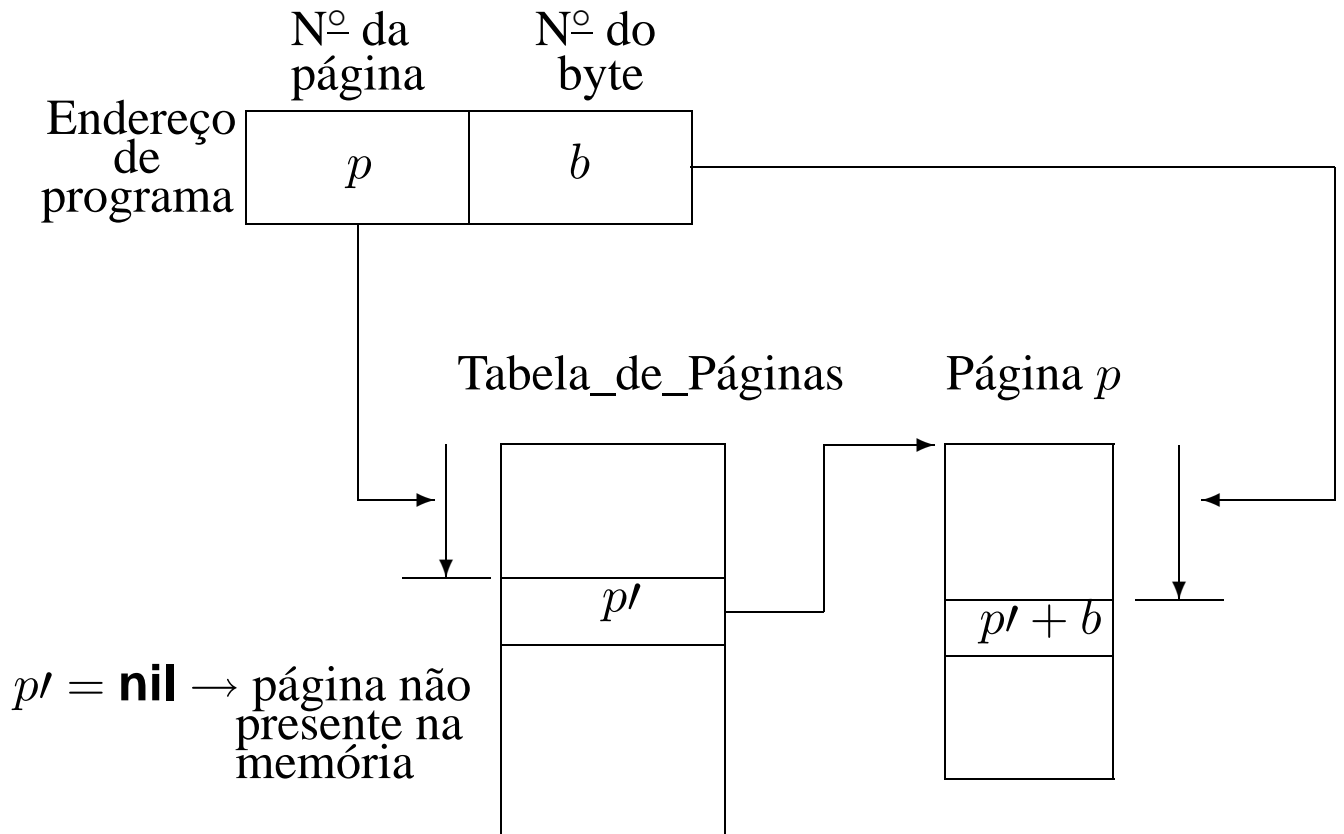 Nº da
página
Nº do
byte
Endereço
de
programa
p
b
Tabela_de_Páginas
Página p
p′
p′ + b
p′ = nil → página não
presente na
memória